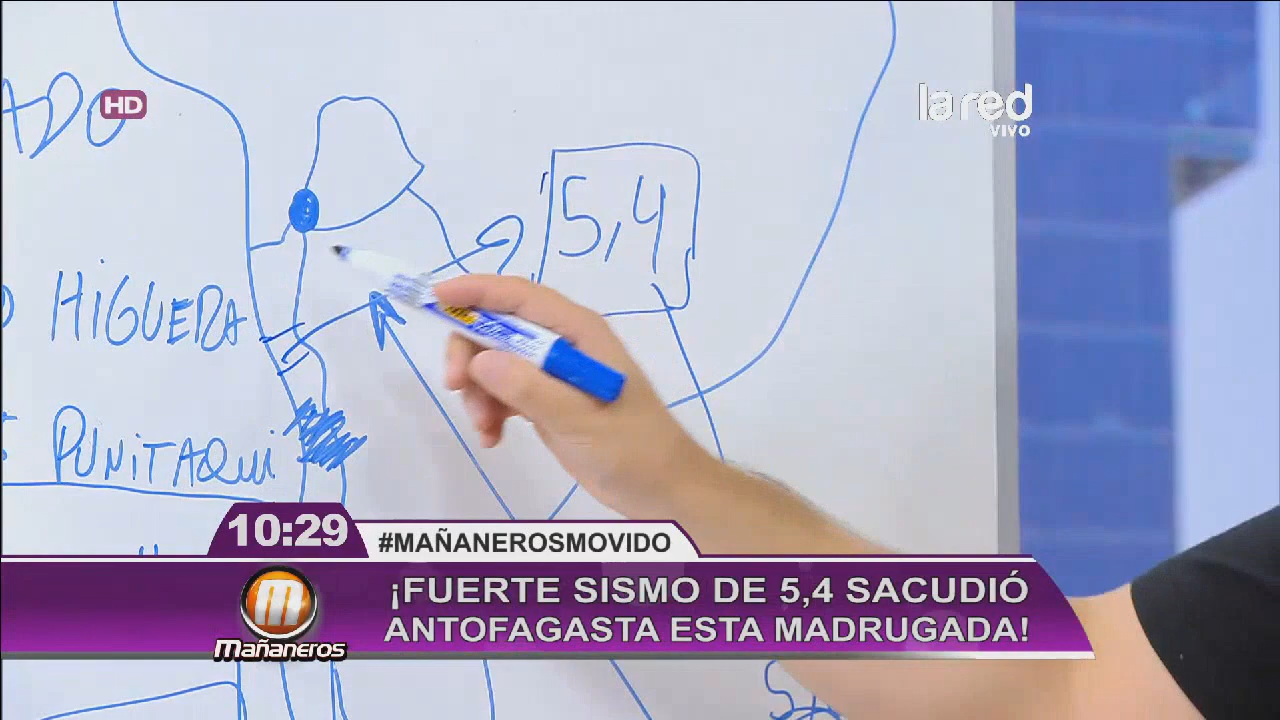 HD
la red
VIVO
ADO
5,4
HIGUERA
PUNITAQUI
10:29
#MAÑANEROSMOVIDO
¡FUERTE SISMO DE 5,4 SACUDIÓ
ANTOFAGASTA ESTA MADRUGADA!
m
Mañaneros